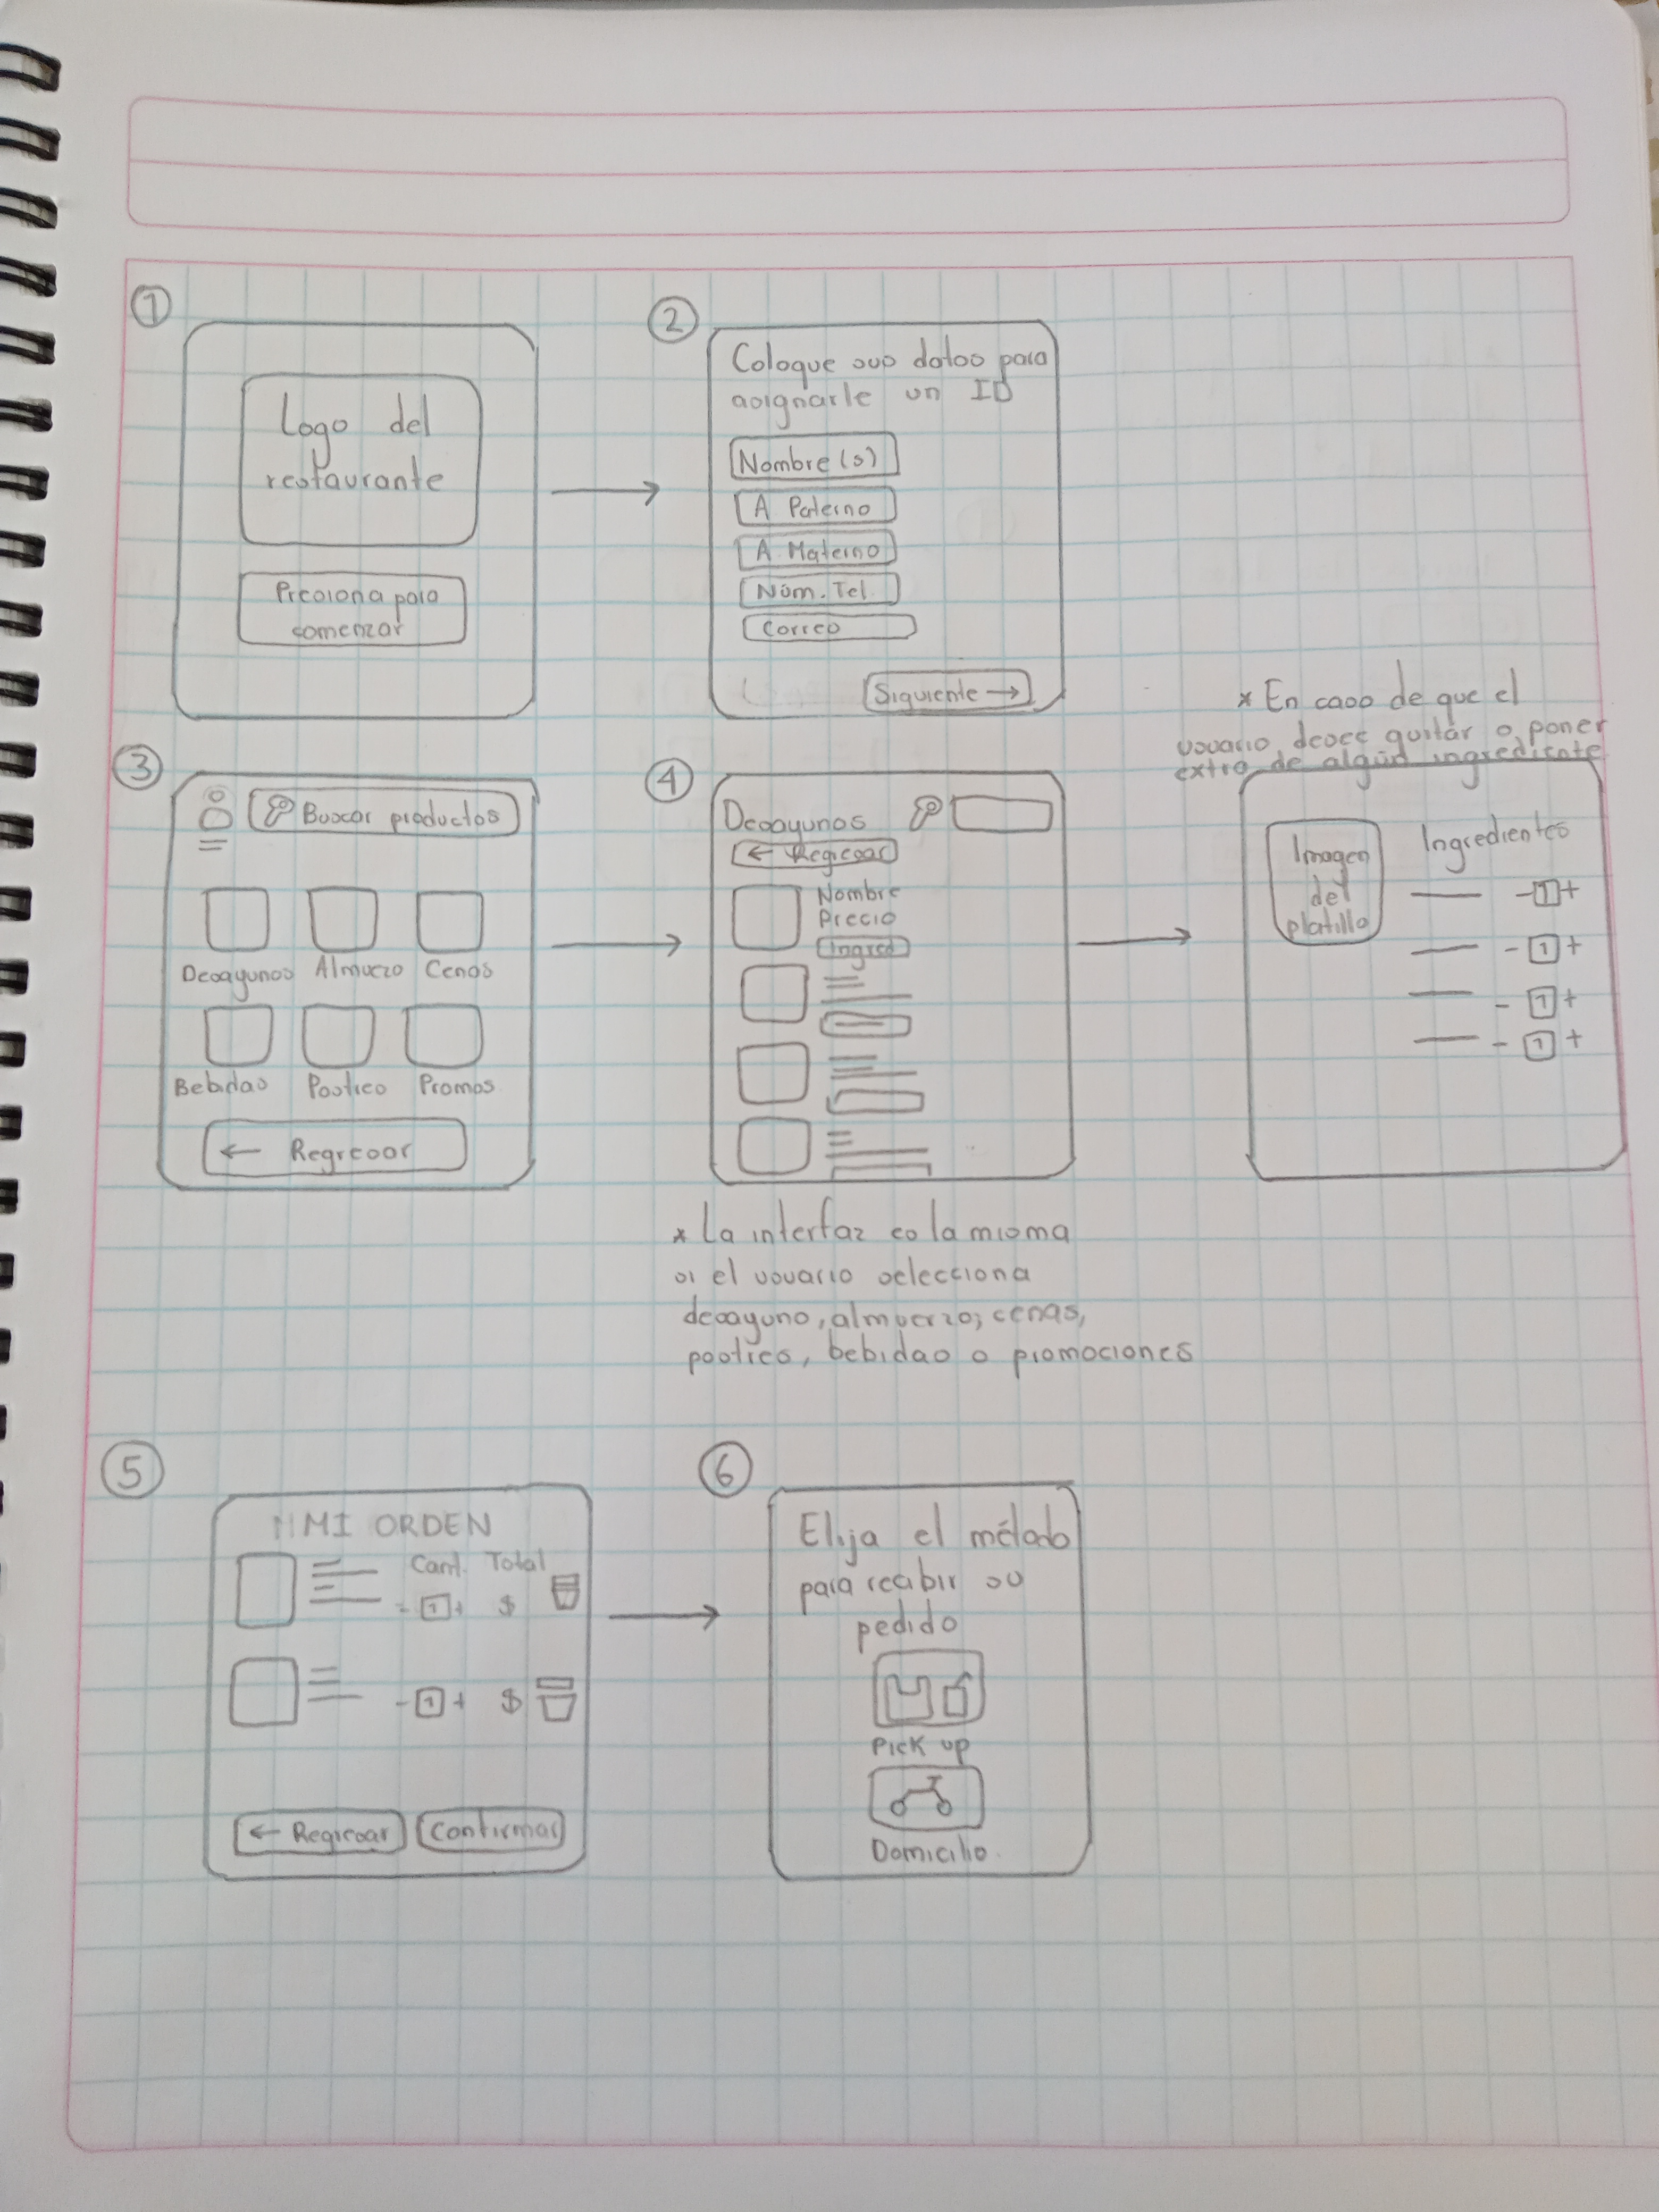 1
Logo del
restaurante
Presiona para
comenzar
2
Coloque sus datos para
asignarle un ID
Nombre (s)
A Paterno
A. Materno
Núm. Tel.
Correo
Siguiente →
3
Buscar productos
Desayunos Almuerzo Cenas
Bebidas Postres Promos
← Regresar
4
Desayunos
← Regresar
Nombre
Precio
Ingred
* La interfaz es la misma
si el usuario selecciona
desayuno, almuerzo, cenas,
postres, bebidas o promociones
* En caso de que el
usuario desee quitar o poner
extra de algún ingrediente
Imagen
del
platillo
Ingredientes
- 1 +
- 1 +
- 1 +
- 1 +
5
MI ORDEN
Cant. Total
- 1 + $
- 1 + $
← Regresar Confirmar
6
Elija el método
para recibir su
pedido
Pick up
Domicilio